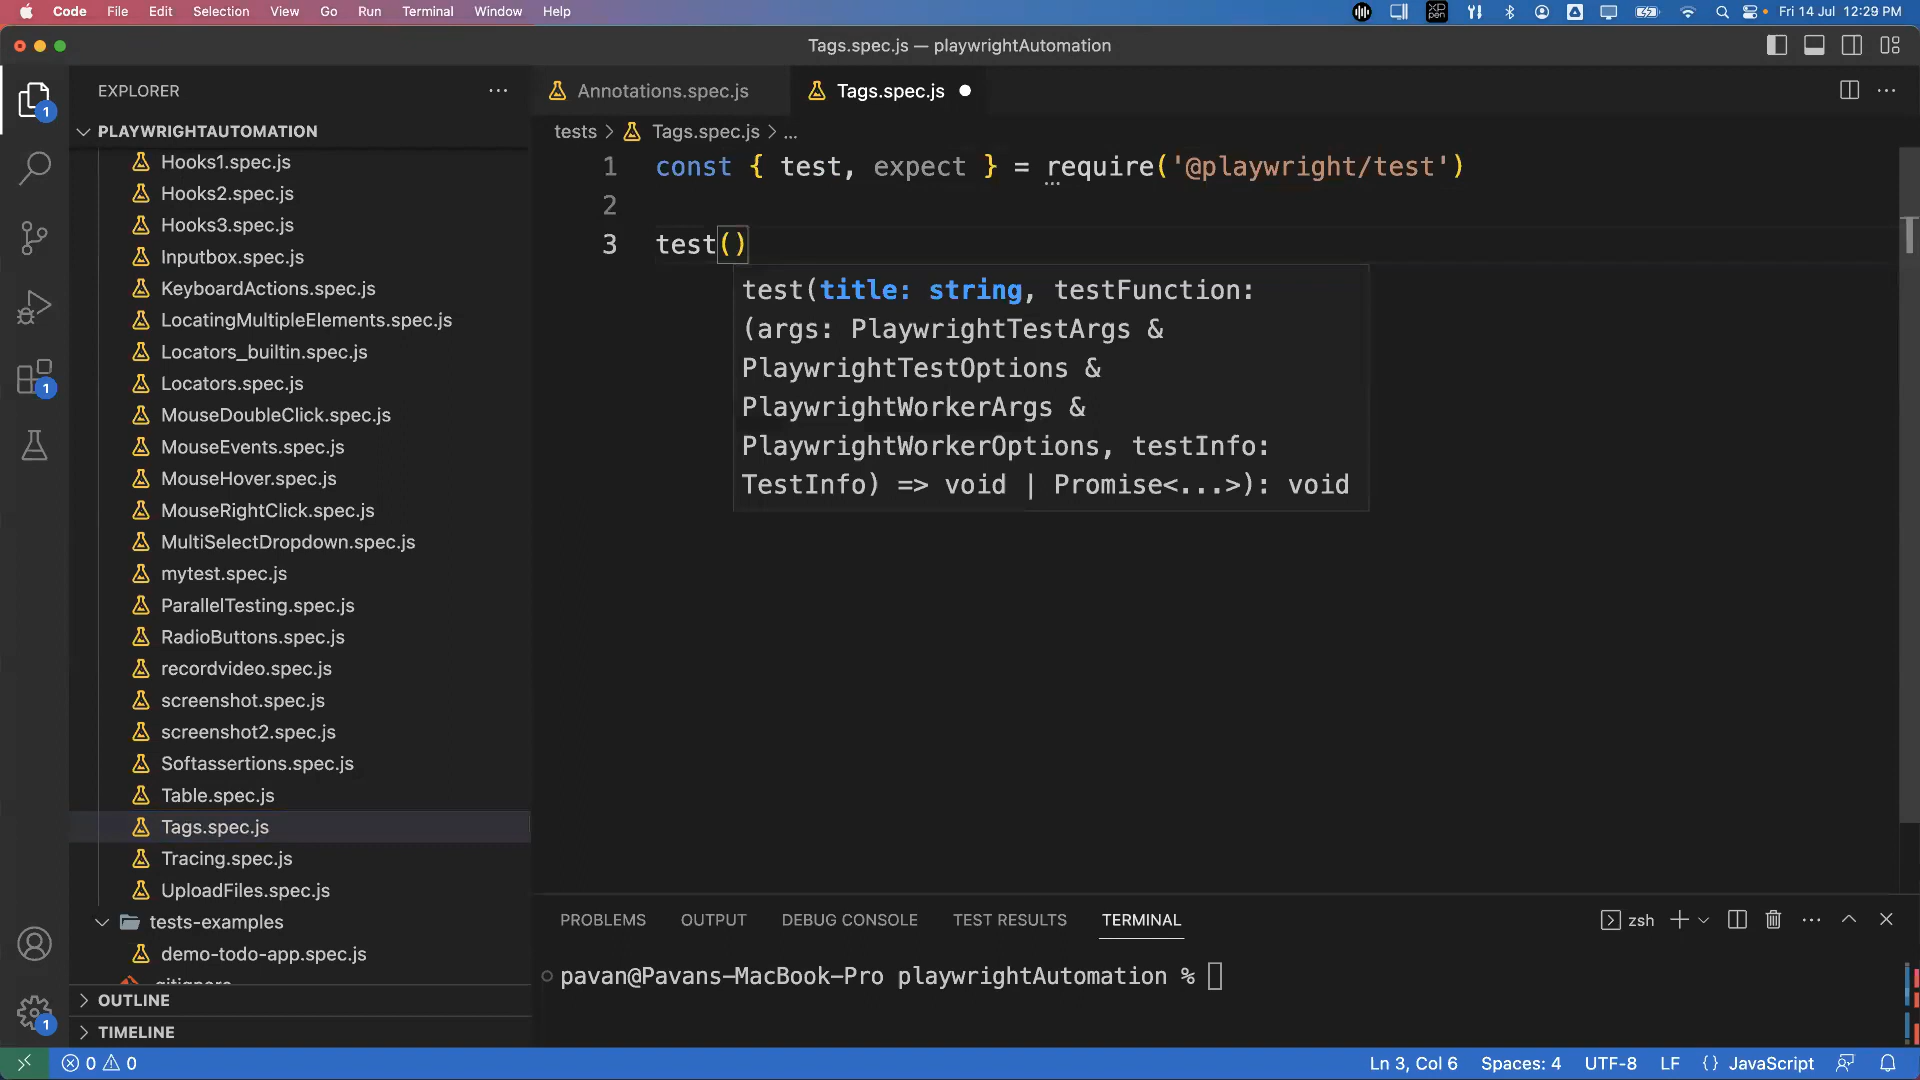 Code File Edit Selection View Go Run Terminal Window Help
XP PEN
Fri 14 Jul 12:29 PM
Tags.spec.js — playwrightAutomation
EXPLORER
1
Annotations.spec.js
Tags.spec.js
PLAYWRIGHTAUTOMATION
tests > Tags.spec.js > ...
Hooks1.spec.js
Hooks2.spec.js
Hooks3.spec.js
Inputbox.spec.js
KeyboardActions.spec.js
LocatingMultipleElements.spec.js
Locators_builtin.spec.js
Locators.spec.js
1
MouseDoubleClick.spec.js
MouseEvents.spec.js
MouseHover.spec.js
MouseRightClick.spec.js
MultiSelectDropdown.spec.js
mytest.spec.js
ParallelTesting.spec.js
RadioButtons.spec.js
recordvideo.spec.js
screenshot.spec.js
screenshot2.spec.js
Softassertions.spec.js
Table.spec.js
Tags.spec.js
Tracing.spec.js
UploadFiles.spec.js
tests-examples
demo-todo-app.spec.js
.gitignore
OUTLINE
1
TIMELINE
1 const { test, expect } = require('@playwright/test')
2
3 test()
test(title: string, testFunction:
(args: PlaywrightTestArgs &
PlaywrightTestOptions &
PlaywrightWorkerArgs &
PlaywrightWorkerOptions, testInfo:
TestInfo) => void | Promise<...>): void
PROBLEMS OUTPUT DEBUG CONSOLE TEST RESULTS TERMINAL
zsh
pavan@Pavans-MacBook-Pro playwrightAutomation %
0 0
Ln 3, Col 6 Spaces: 4 UTF-8 LF {} JavaScript